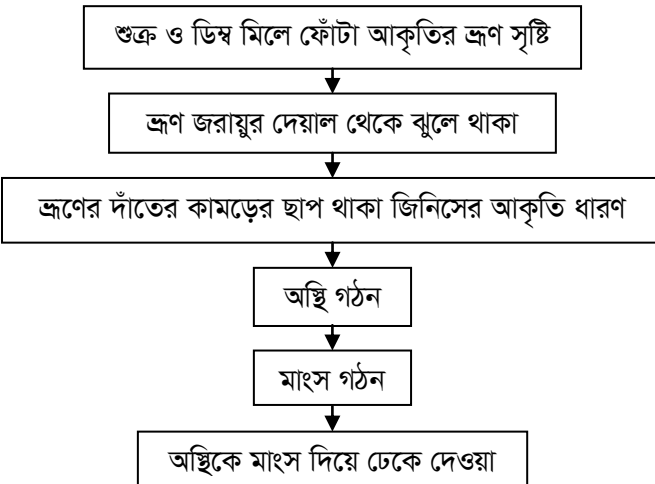 শুক্র ও ডিম্ব মিলে ফোঁটা আকৃতির ভ্রূণ সৃষ্টি
ভ্রূণ জরায়ুর দেয়াল থেকে ঝুলে থাকা
ভ্রূণের দাঁতের কামড়ের ছাপ থাকা জিনিসের আকৃতি ধারণ
অস্থি গঠন
মাংস গঠন
অস্থিকে মাংস দিয়ে ঢেকে দেওয়া